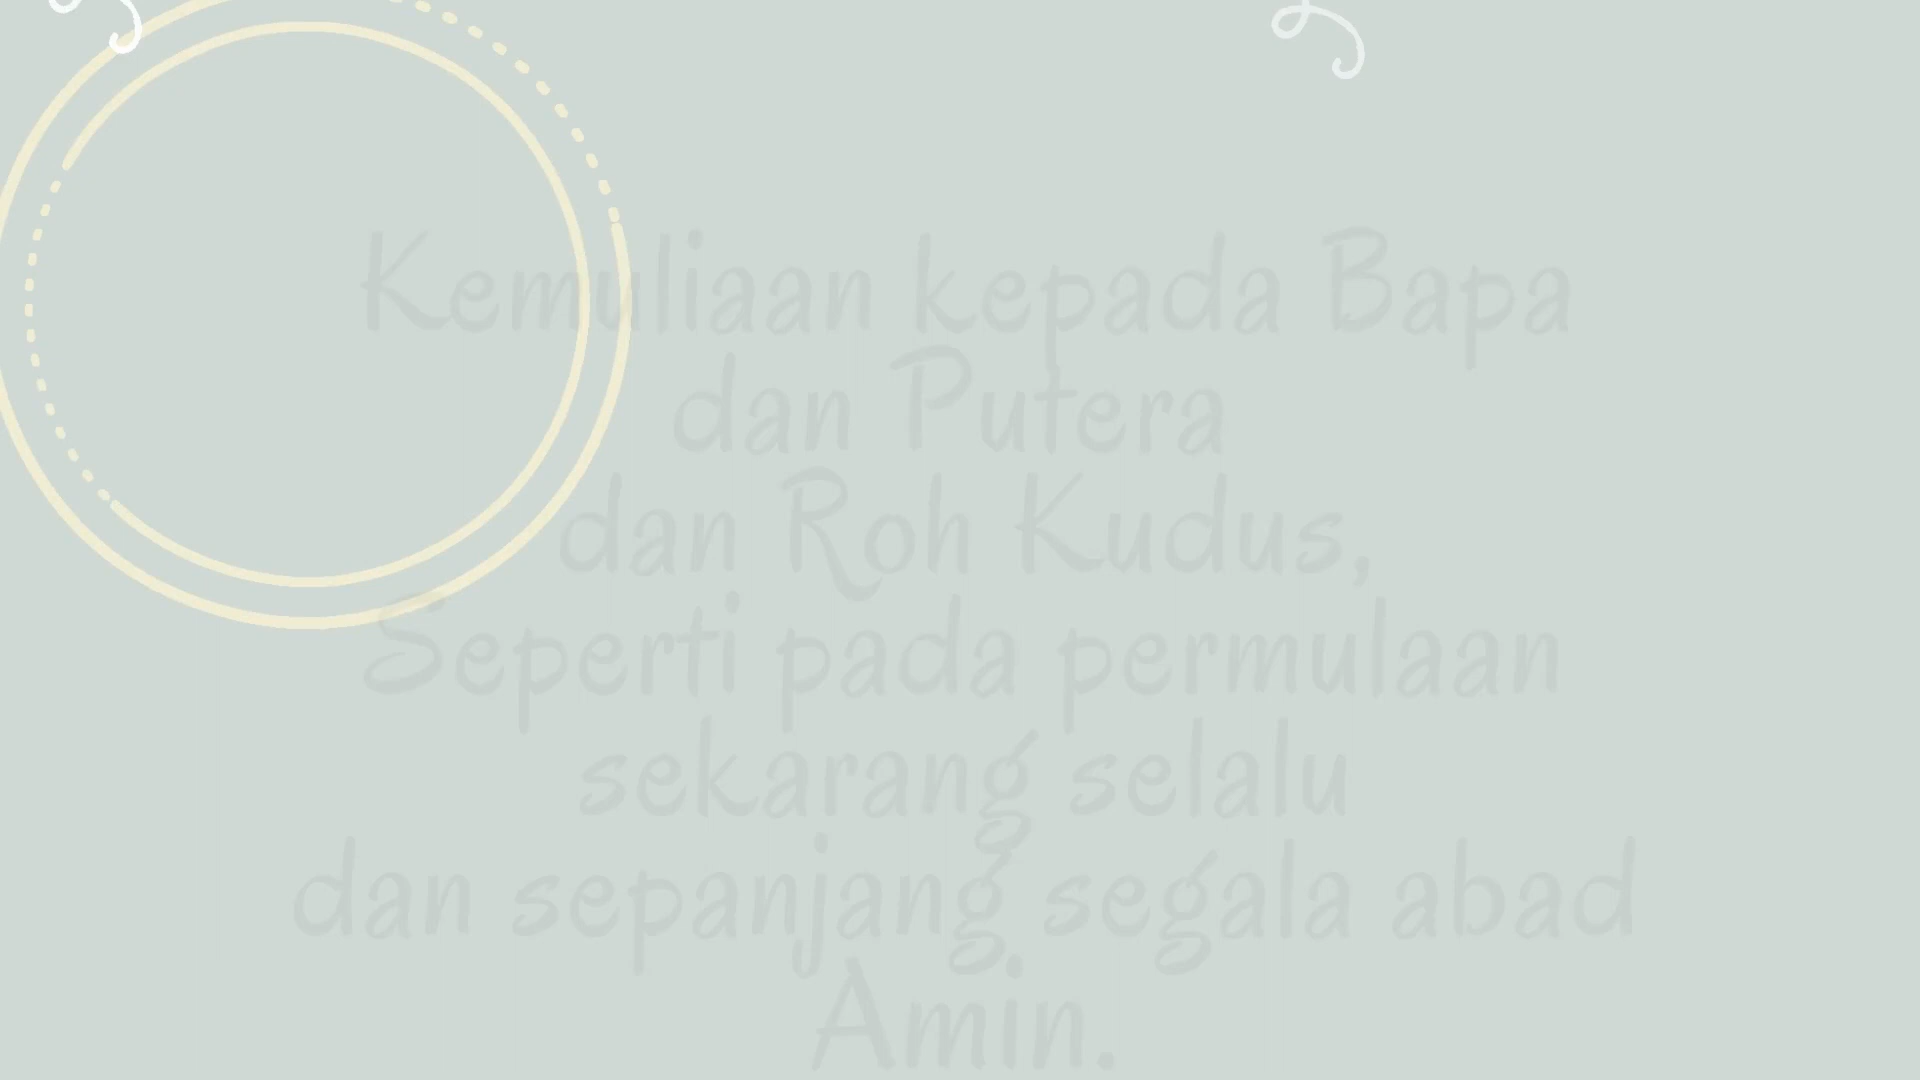 Kemuliaan kepada Bapa
dan Putera
dan Roh Kudus,
Seperti pada permulaan
sekarang selalu
dan sepanjang segala abad
Amin.